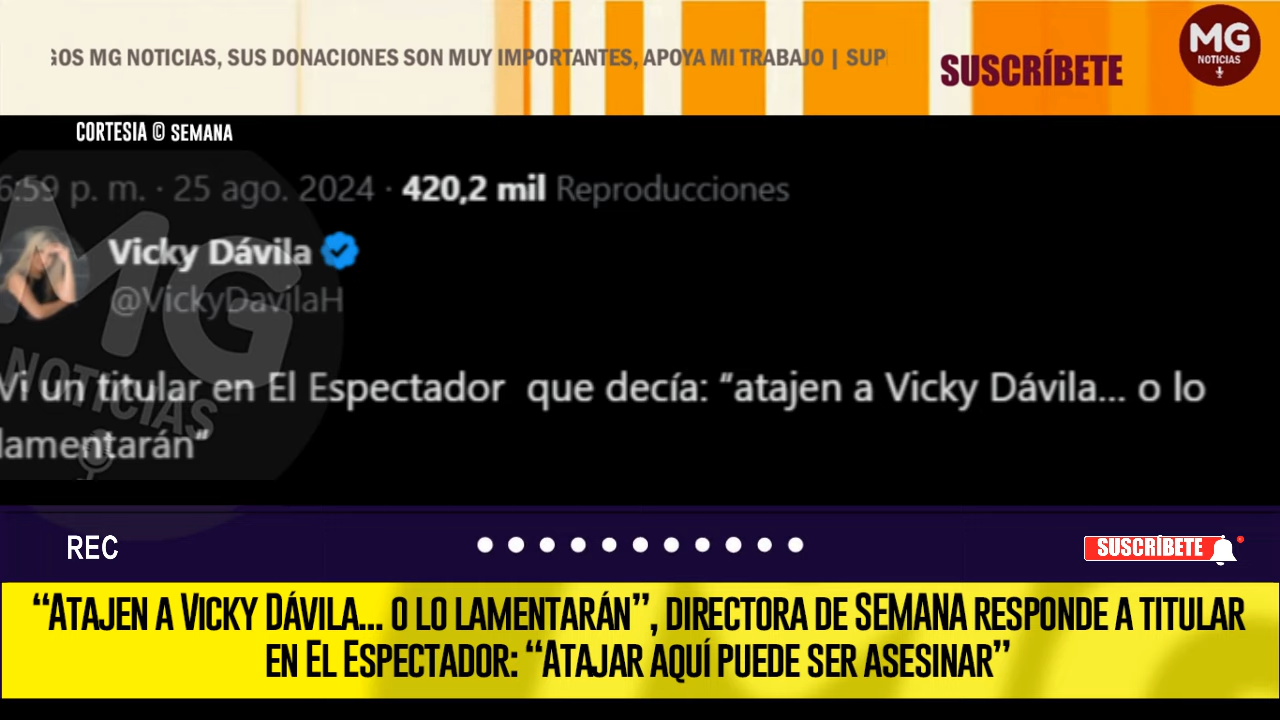 GOS MG NOTICIAS, SUS DONACIONES SON MUY IMPORTANTES, APOYA MI TRABAJO | SUP
SUSCRÍBETE
MG
NOTICIAS
CORTESIA © SEMANA
6:59 p. m. · 25 ago. 2024 · 420,2 mil Reproducciones
Vicky Dávila
@VickyDavilaH
Vi un titular en El Espectador que decía: “atajen a Vicky Dávila... o lo
lamentarán“
MG
NOTICIAS
REC
SUSCRÍBETE
“ATAJEN A VICKY DÁVILA... O LO LAMENTARÁN”, DIRECTORA DE SEMANA RESPONDE A TITULAR
EN EL ESPECTADOR: “ATAJAR AQUÍ PUEDE SER ASESINAR”